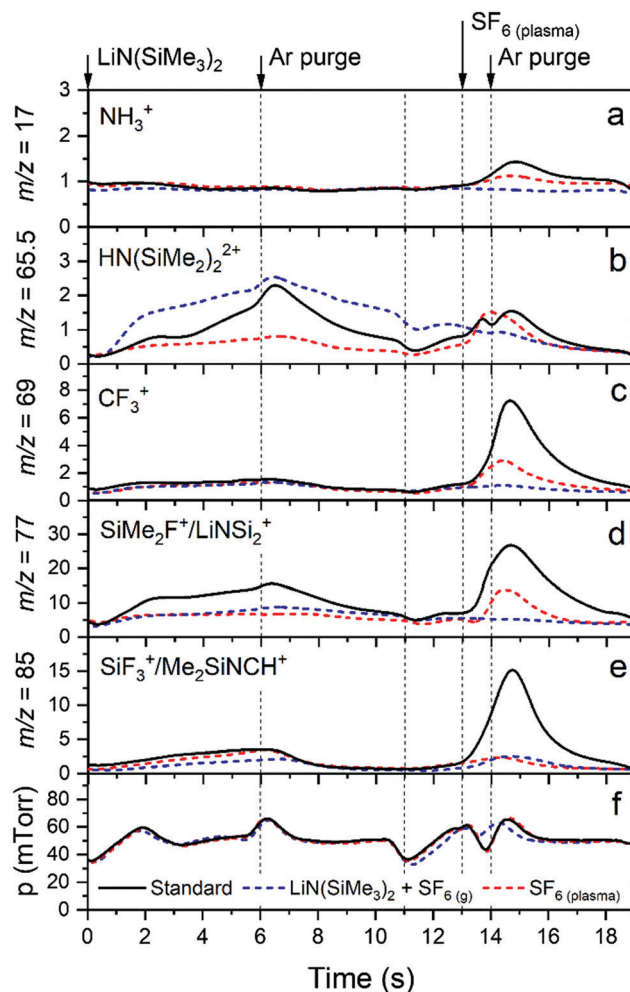 SF6 (plasma)
LiN(SiMe3)2 Ar purge Ar purge
3
2
1
0
m/z = 17
NH3+
a
3
2
1
0
m/z = 65.5
HN(SiMe2)2 2+
b
8
6
4
2
0
m/z = 69
CF3+
c
30
20
10
0
m/z = 77
SiMe2F+/LiNSi2+
d
15
10
5
0
m/z = 85
SiF3+/Me2SiNCH+
e
80
60
40
20
0
p (mTorr)
f
Standard LiN(SiMe3)2 + SF6 (g) SF6 (plasma)
0 2 4 6 8 10 12 14 16 18
Time (s)